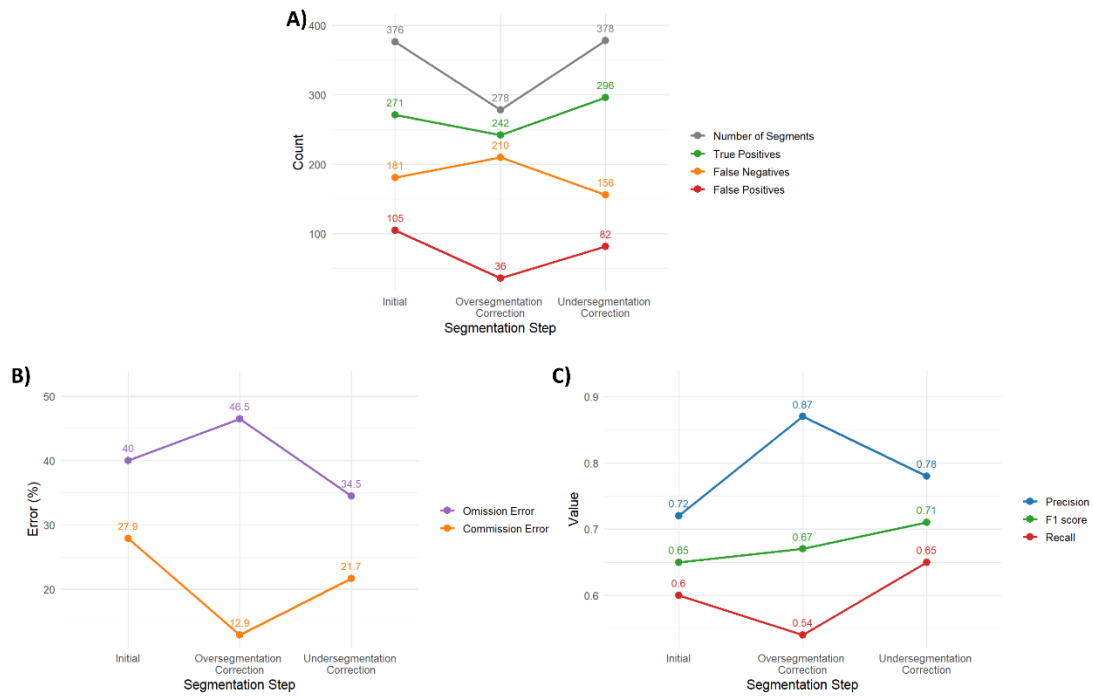 A)
400
300
200
100
Count
376
278
378
271
242
296
181
210
156
105
36
82
Initial
Oversegmentation
Correction
Undersegmentation
Correction
Segmentation Step
Number of Segments
True Positives
False Negatives
False Positives
B)
50
40
30
20
Error (%)
40
46.5
34.5
27.9
12.9
21.7
Initial
Oversegmentation
Correction
Undersegmentation
Correction
Segmentation Step
Omission Error
Commission Error
C)
0.9
0.8
0.7
0.6
Value
0.72
0.87
0.78
0.65
0.67
0.71
0.6
0.54
0.65
Initial
Oversegmentation
Correction
Undersegmentation
Correction
Segmentation Step
Precision
F1 score
Recall